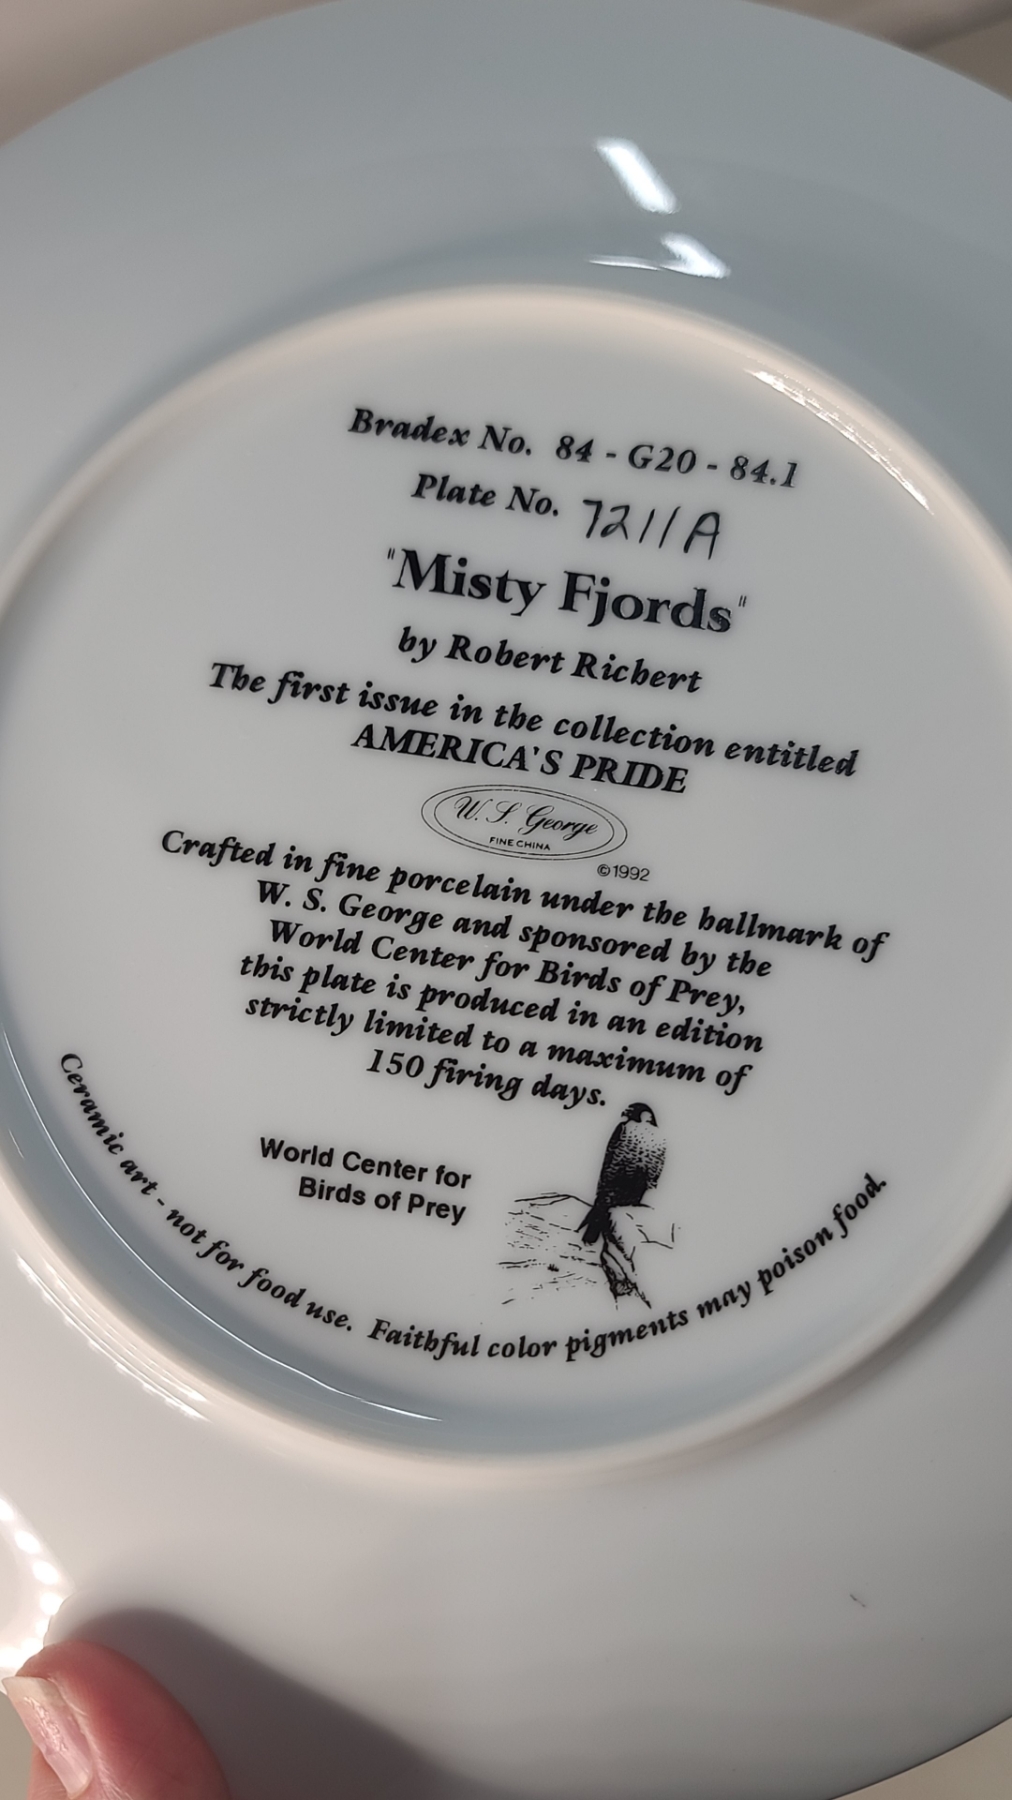 Bradex No. 84 - G20 - 84.1
Plate No. 7211A
"Misty Fjords"
by Robert Richert
The first issue in the collection entitled
AMERICA'S PRIDE
W. S. George
FINE CHINA
©1992
Crafted in fine porcelain under the hallmark of
W. S. George and sponsored by the
World Center for Birds of Prey,
this plate is produced in an edition
strictly limited to a maximum of
150 firing days.
World Center for
Birds of Prey
Ceramic art - not for food use. Faithful color pigments may poison food.